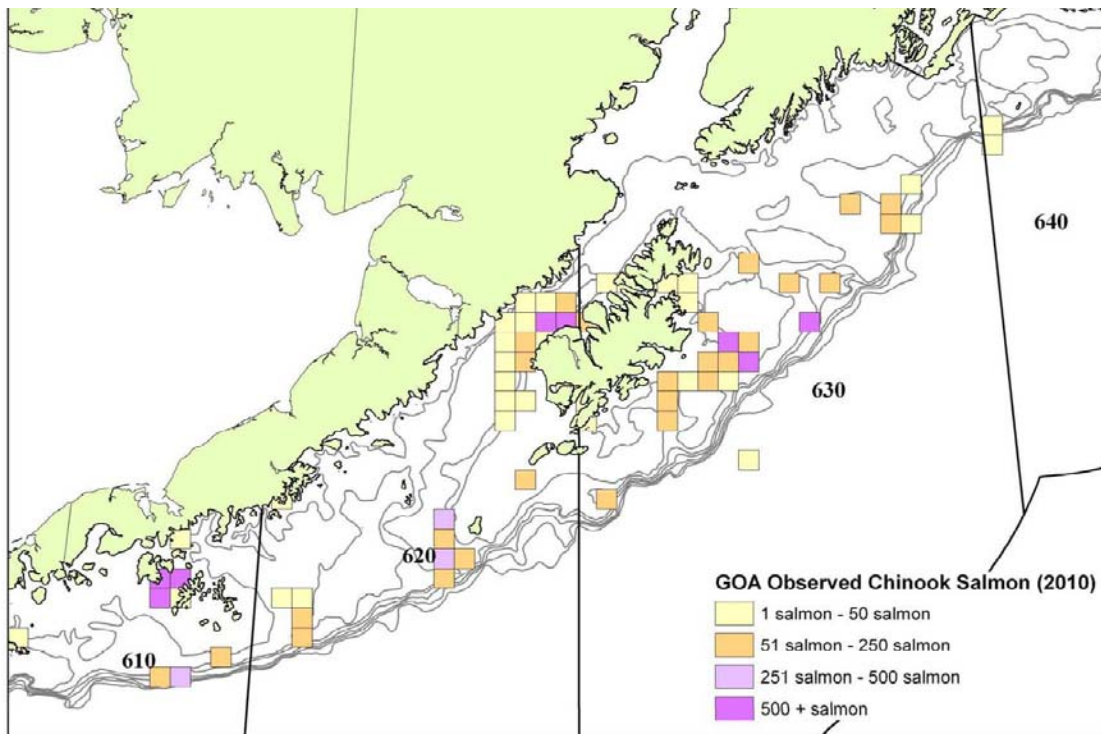 640
630
620
610
GOA Observed Chinook Salmon (2010)
1 salmon - 50 salmon
51 salmon - 250 salmon
251 salmon - 500 salmon
500 + salmon